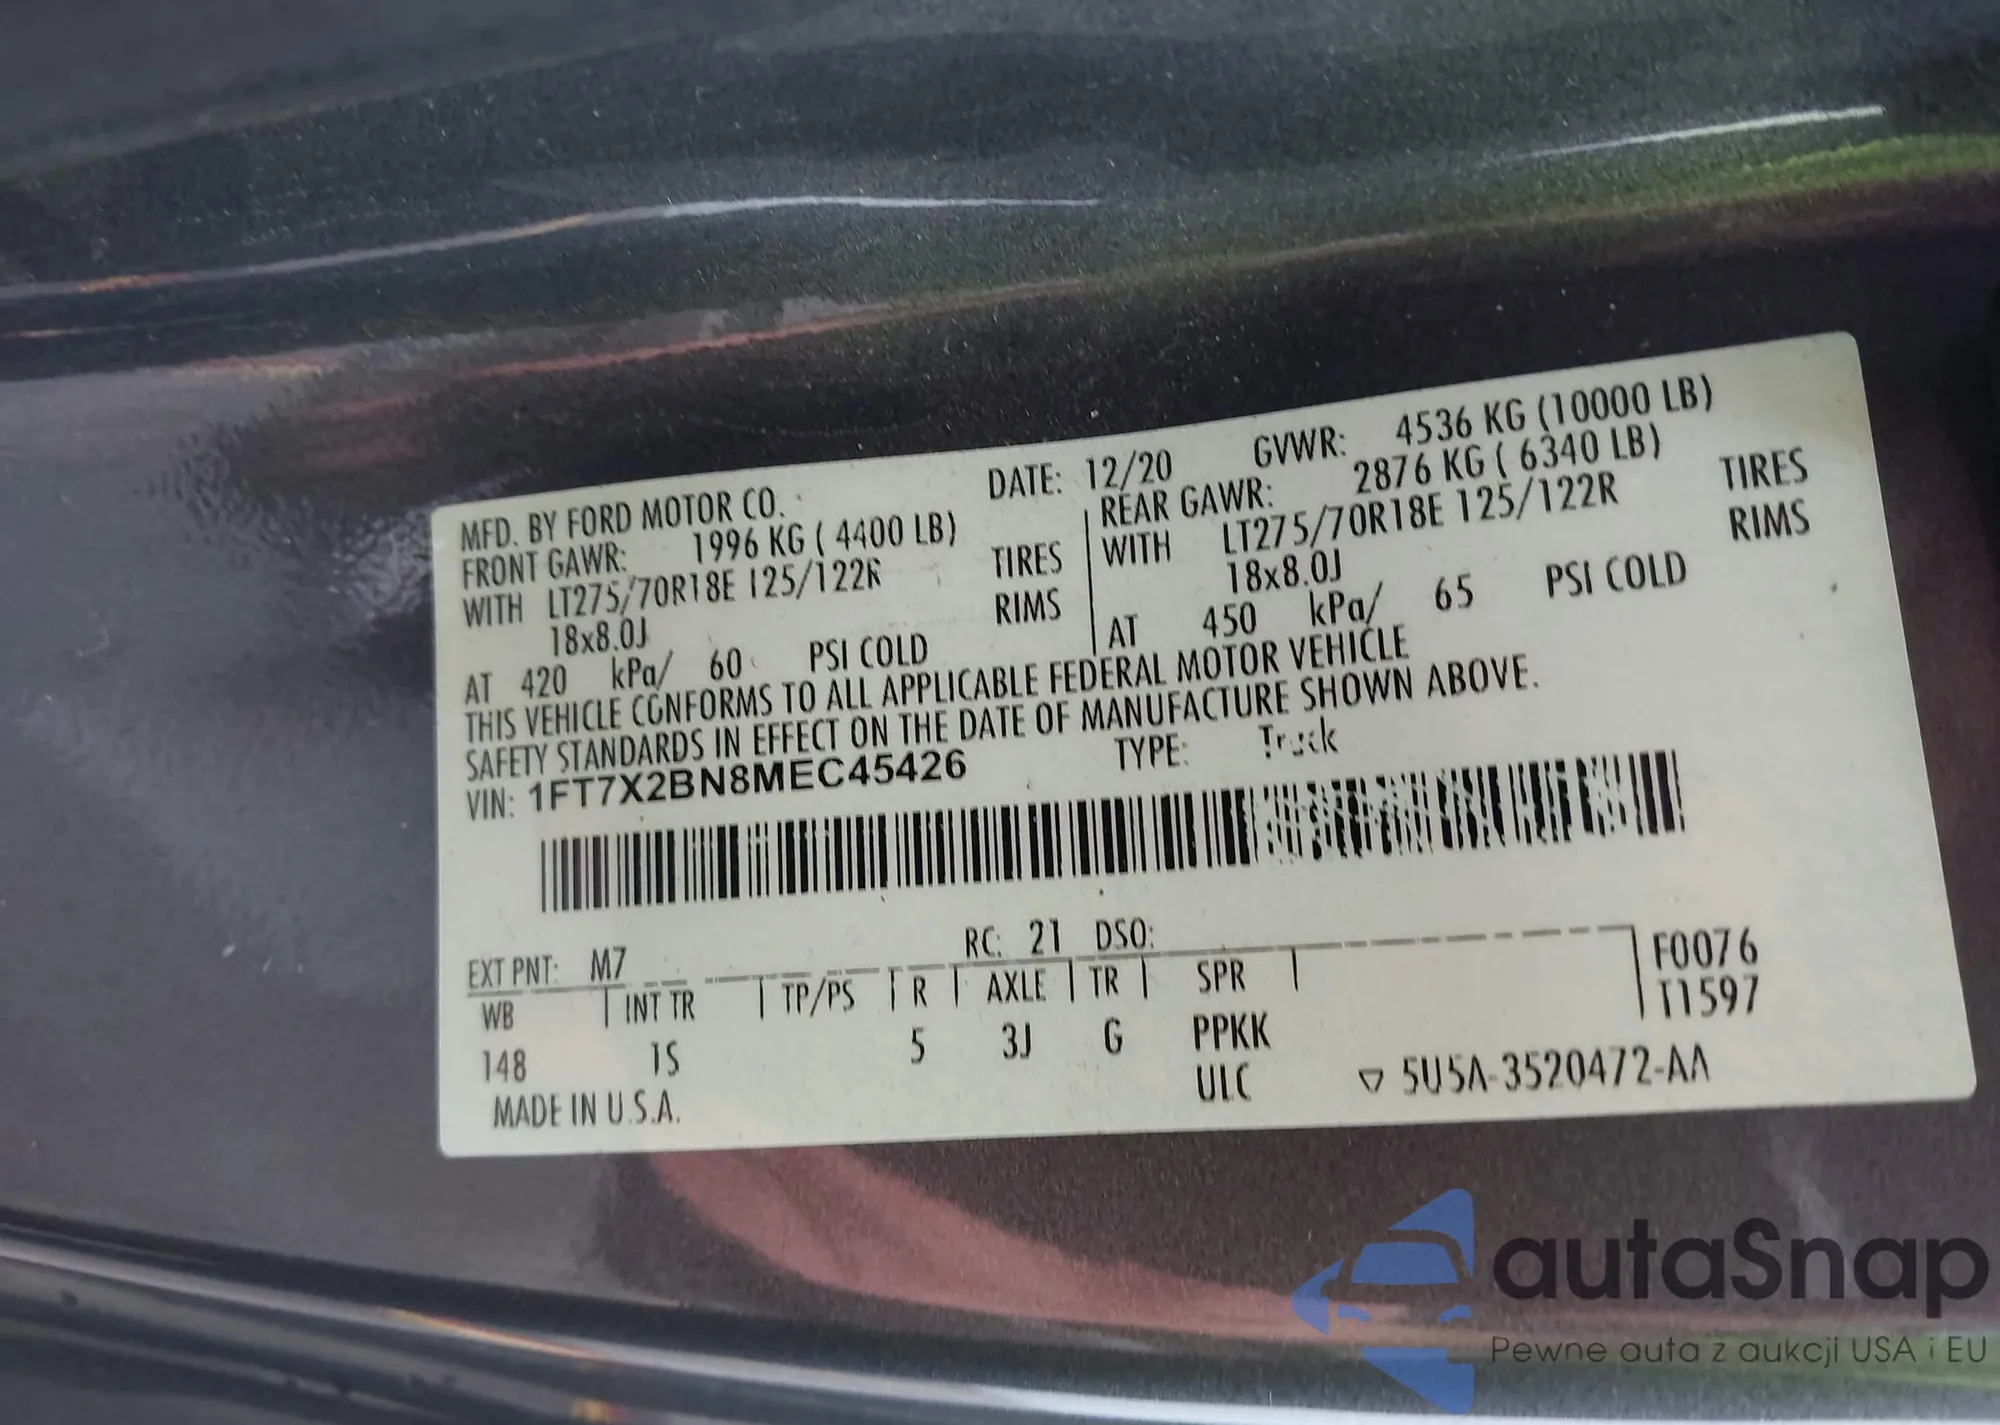 MFD. BY FORD MOTOR CO. DATE: 12/20 GVWR: 4536 KG (10000 LB)
FRONT GAWR: 1996 KG ( 4400 LB)
WITH LT275/70R18E 125/122R TIRES
18x8.0J RIMS
AT 420 kPa/ 60 PSI COLD
REAR GAWR: 2876 KG ( 6340 LB)
WITH LT275/70R18E 125/122R TIRES
18x8.0J RIMS
AT 450 kPa/ 65 PSI COLD
THIS VEHICLE CONFORMS TO ALL APPLICABLE FEDERAL MOTOR VEHICLE
SAFETY STANDARDS IN EFFECT ON THE DATE OF MANUFACTURE SHOWN ABOVE.
VIN: 1FT7X2BN8MEC45426 TYPE: Truck
EXT PNT: M7 RC: 21 DSO:
WB INT TR TP/PS R AXLE TR SPR
148 1S 5 3J G PPKK
ULC
F0076
T1597
MADE IN U.S.A.
▽ 5U5A-3520472-AA
autaSnap
Pewne auta z aukcji USA i EU